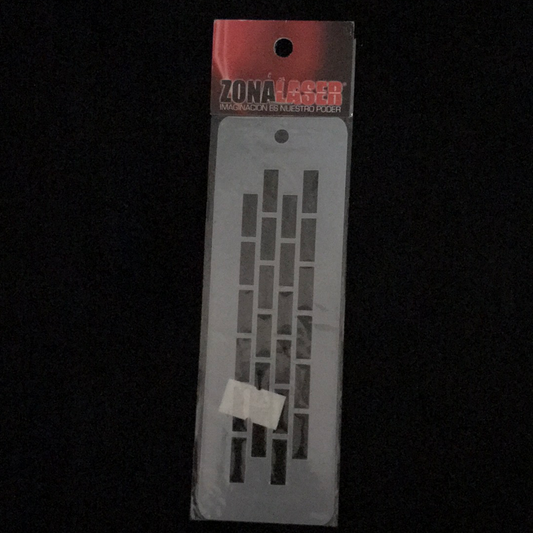 ZONALASER®
IMAGINACION ES NUESTRO PODER